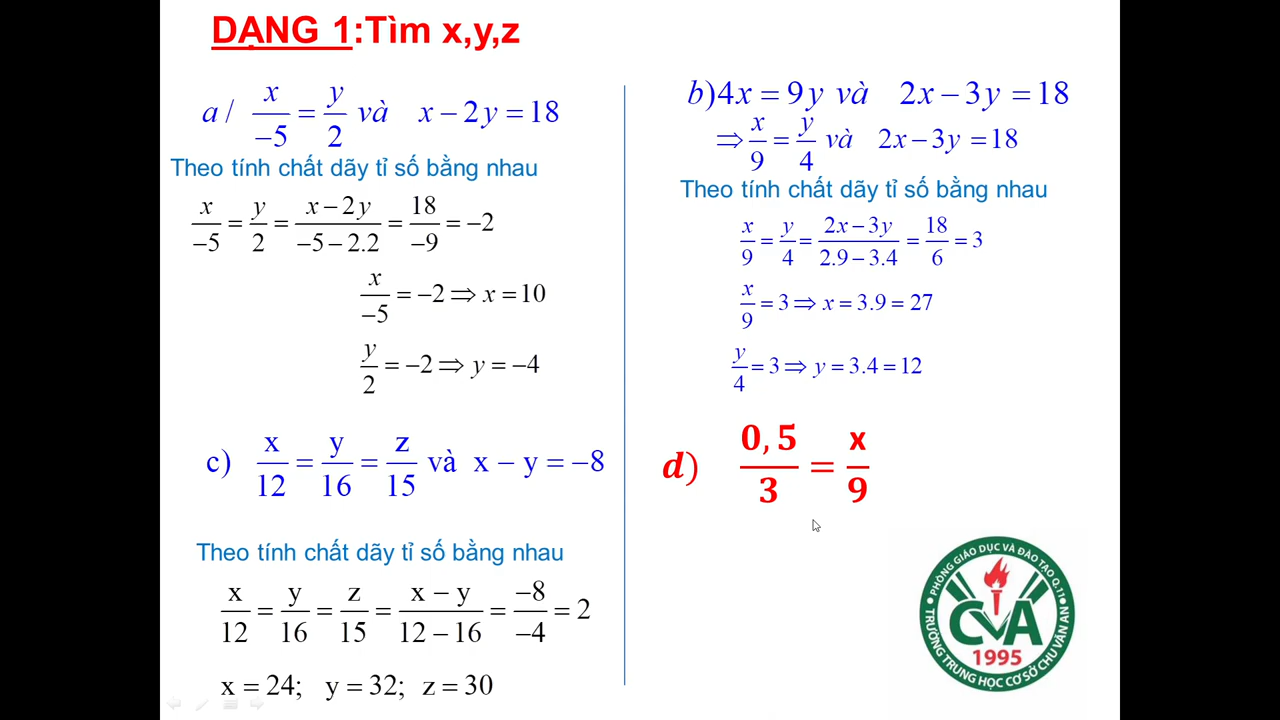 DẠNG 1:Tìm x,y,z
a / x/−5 = y/2 và x − 2y = 18
Theo tính chất dãy tỉ số bằng nhau
x/−5 = y/2 = (x − 2y)/(−5 − 2.2) = 18/−9 = −2
x/−5 = −2 ⇒ x = 10
y/2 = −2 ⇒ y = −4
c) x/12 = y/16 = z/15 và x − y = −8
Theo tính chất dãy tỉ số bằng nhau
x/12 = y/16 = z/15 = (x − y)/(12 − 16) = −8/−4 = 2
x = 24; y = 32; z = 30
b)4x = 9y và 2x − 3y = 18
⇒ x/9 = y/4 và 2x − 3y = 18
Theo tính chất dãy tỉ số bằng nhau
x/9 = y/4 = (2x − 3y)/(2.9 − 3.4) = 18/6 = 3
x/9 = 3 ⇒ x = 3.9 = 27
y/4 = 3 ⇒ y = 3.4 = 12
d) 0,5/3 = x/9
PHÒNG GIÁO DỤC VÀ ĐÀO TẠO Q.11
CVA
1995
TRƯỜNG TRUNG HỌC CƠ SỞ CHU VĂN AN